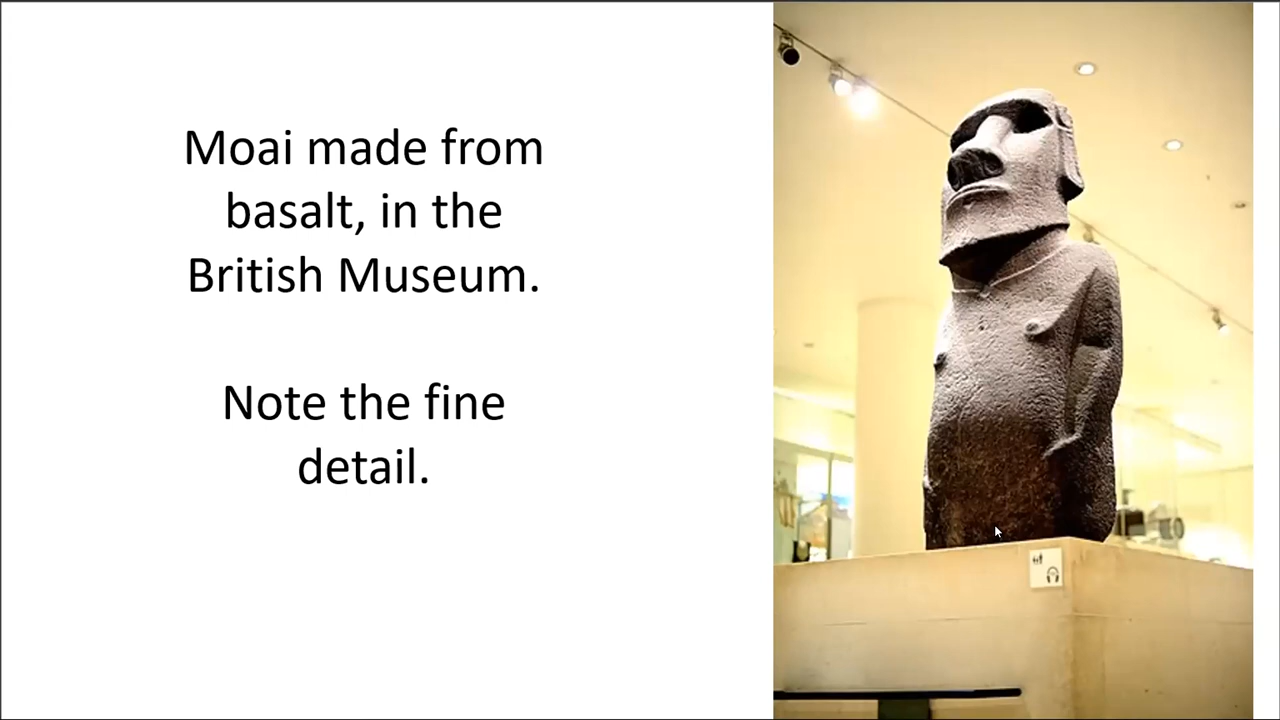 Moai made from
basalt, in the
British Museum.
Note the fine
detail.